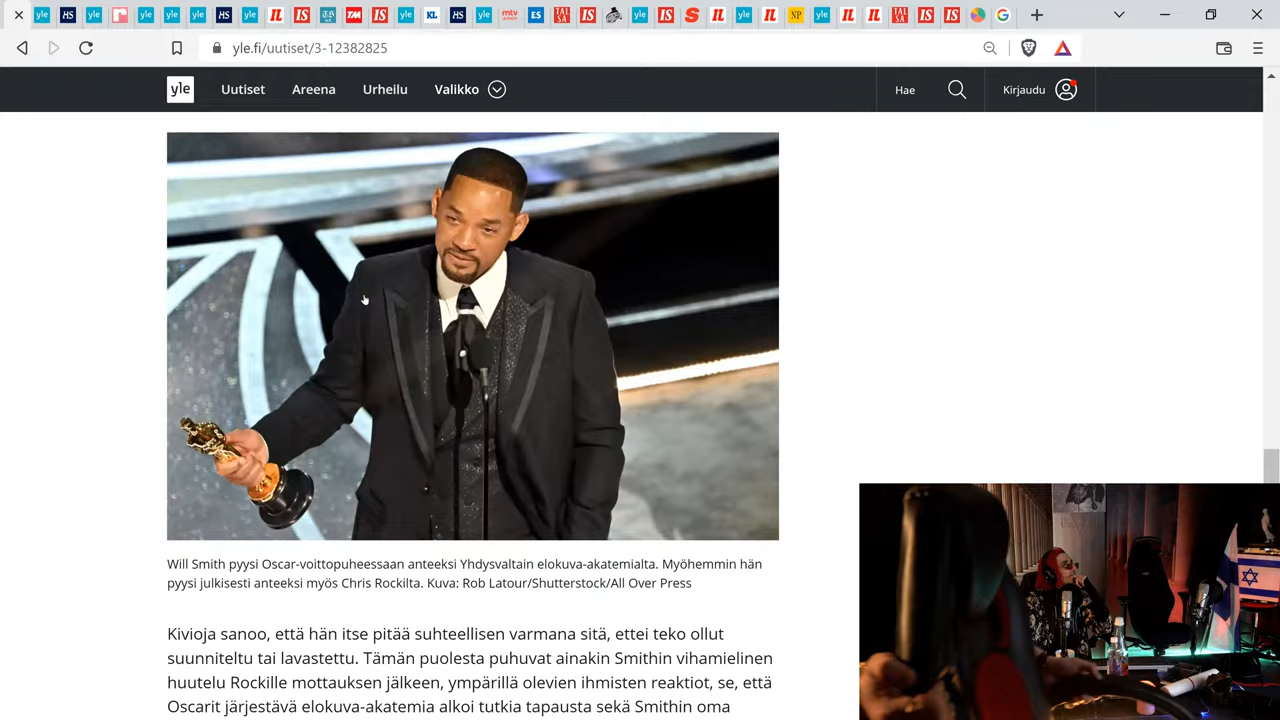 yle.fi/uutiset/3-12382825
yle
Uutiset
Areena
Urheilu
Valikko
Hae
Kirjaudu
Will Smith pyysi Oscar-voittopuheessaan anteeksi Yhdysvaltain elokuva-akatemialta. Myöhemmin hän
pyysi julkisesti anteeksi myös Chris Rockilta. Kuva: Rob Latour/Shutterstock/All Over Press
Kivioja sanoo, että hän itse pitää suhteellisen varmana sitä, ettei teko ollut
suunniteltu tai lavastettu. Tämän puolesta puhuvat ainakin Smithin vihamielinen
huutelu Rockille mottauksen jälkeen, ympärillä olevien ihmisten reaktiot, se, että
Oscarit järjestävä elokuva-akatemia alkoi tutkia tapausta sekä Smithin oma